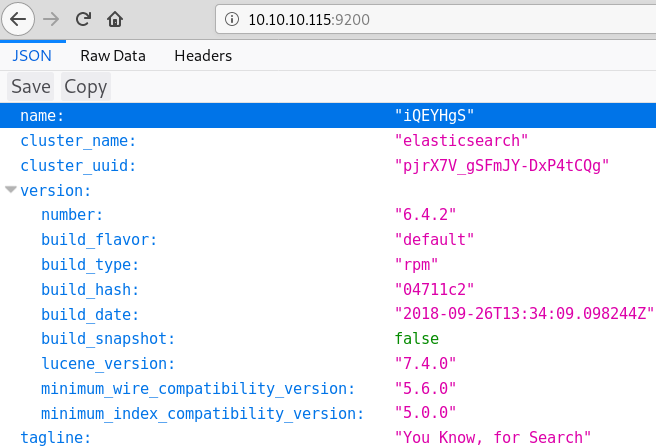 10.10.10.115:9200
JSON Raw Data Headers
Save Copy
name: "iQEYHgS"
cluster_name: "elasticsearch"
cluster_uuid: "pjrX7V_gSFmJY-DxP4tCQg"
version:
number: "6.4.2"
build_flavor: "default"
build_type: "rpm"
build_hash: "04711c2"
build_date: "2018-09-26T13:34:09.098244Z"
build_snapshot: false
lucene_version: "7.4.0"
minimum_wire_compatibility_version: "5.6.0"
minimum_index_compatibility_version: "5.0.0"
tagline: "You Know, for Search"